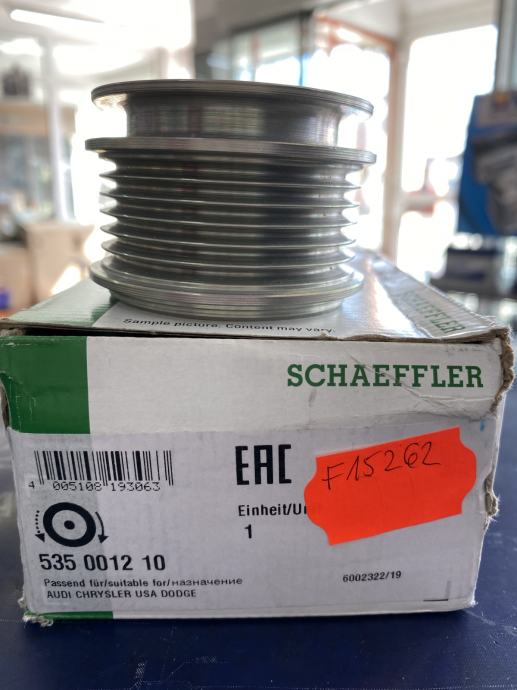 Sample picture. Content may vary.
SCHAEFFLER
EAC
F15262
4 005108 193063
Einheit/U
1
535 0012 10
Passend für/suitable for/назначение
AUDI CHRYSLER USA DODGE
6002322/19